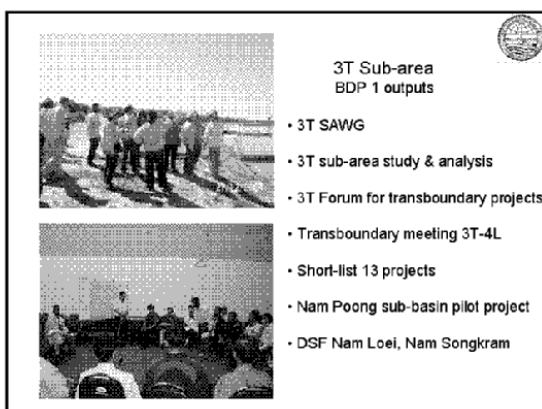 3T Sub-area
BDP 1 outputs
• 3T SAWG
• 3T sub-area study & analysis
• 3T Forum for transboundary projects
• Transboundary meeting 3T-4L
• Short-list 13 projects
• Nam Poong sub-basin pilot project
• DSF Nam Loei, Nam Songkram